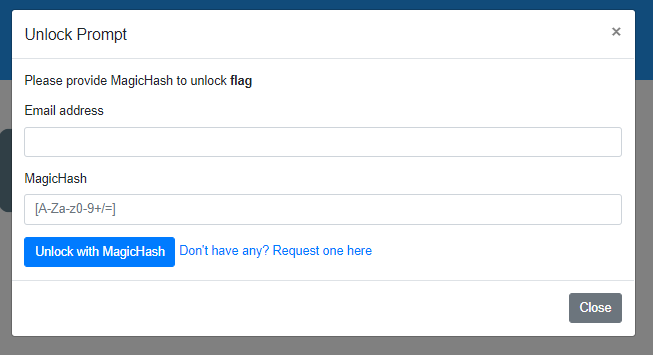 Unlock Prompt ×
Please provide MagicHash to unlock flag
Email address
MagicHash
[A-Za-z0-9+/=]
Unlock with MagicHash Don't have any? Request one here
Close